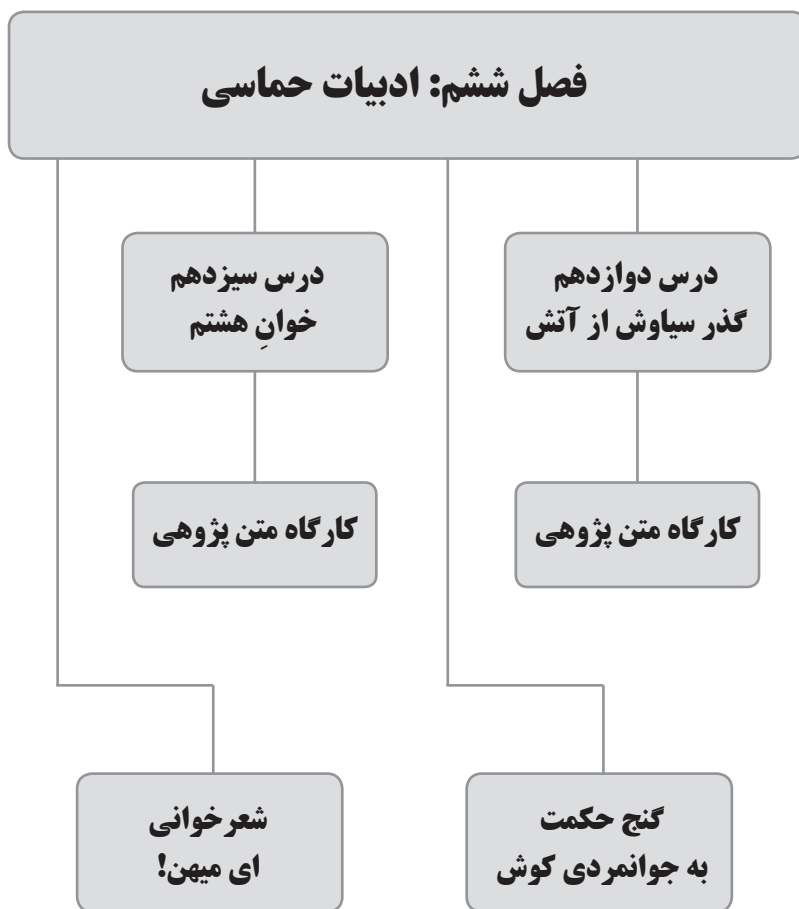 فصل ششم: ادبیات حماسی
درس دوازدهم
گذر سیاوش از آتش
درس سیزدهم
خوانِ هشتم
کارگاه متن پژوهی
کارگاه متن پژوهی
گنج حکمت
به جوانمردی کوش
شعرخوانی
ای میهن!